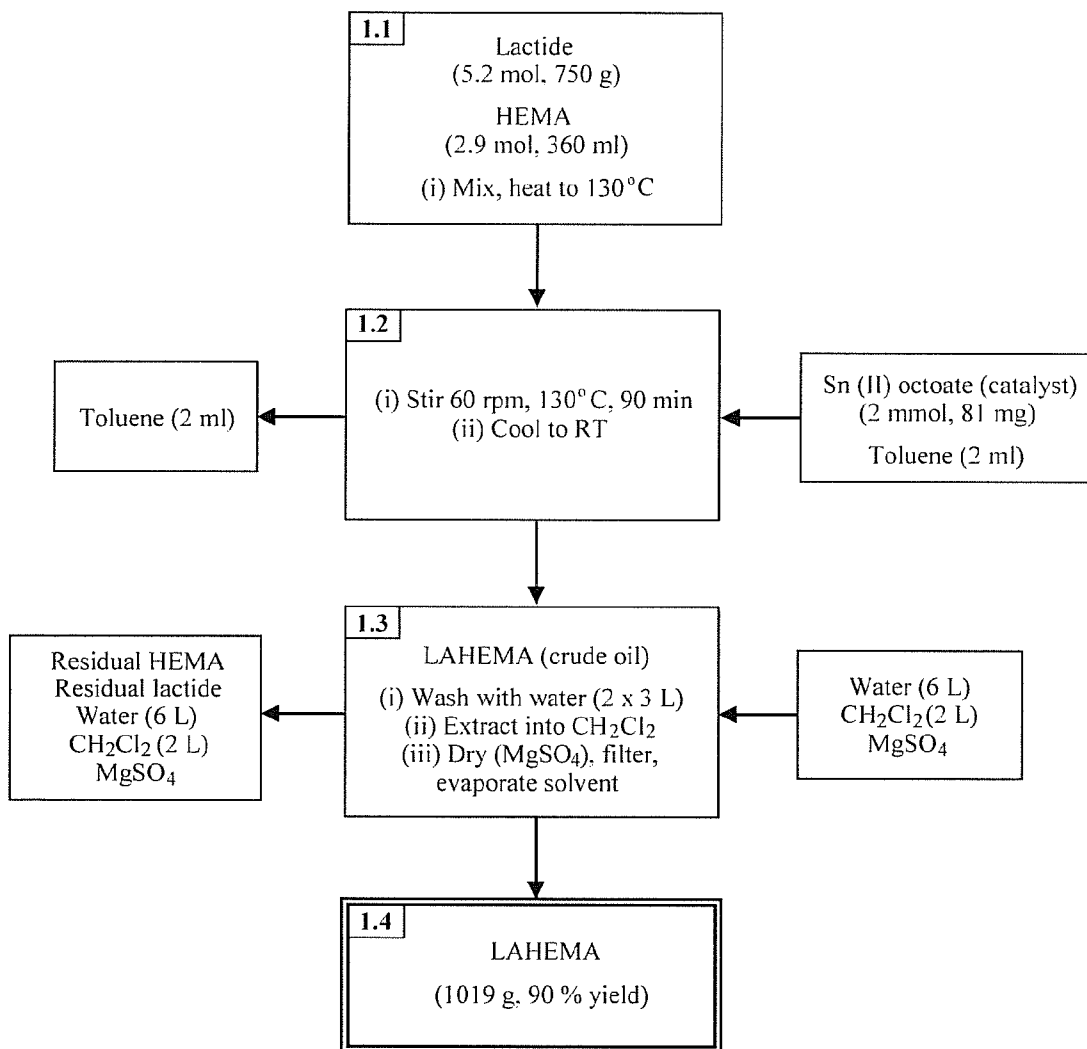 1.1
Lactide
(5.2 mol, 750 g)
HEMA
(2.9 mol, 360 ml)
(i) Mix, heat to 130°C
1.2
(i) Stir 60 rpm, 130°C, 90 min
(ii) Cool to RT
Toluene (2 ml)
Sn (II) octoate (catalyst)
(2 mmol, 81 mg)
Toluene (2 ml)
1.3
LAHEMA (crude oil)
(i) Wash with water (2 x 3 L)
(ii) Extract into CH₂Cl₂
(iii) Dry (MgSO₄), filter,
evaporate solvent
Residual HEMA
Residual lactide
Water (6 L)
CH₂Cl₂ (2 L)
MgSO₄
Water (6 L)
CH₂Cl₂ (2 L)
MgSO₄
1.4
LAHEMA
(1019 g, 90 % yield)